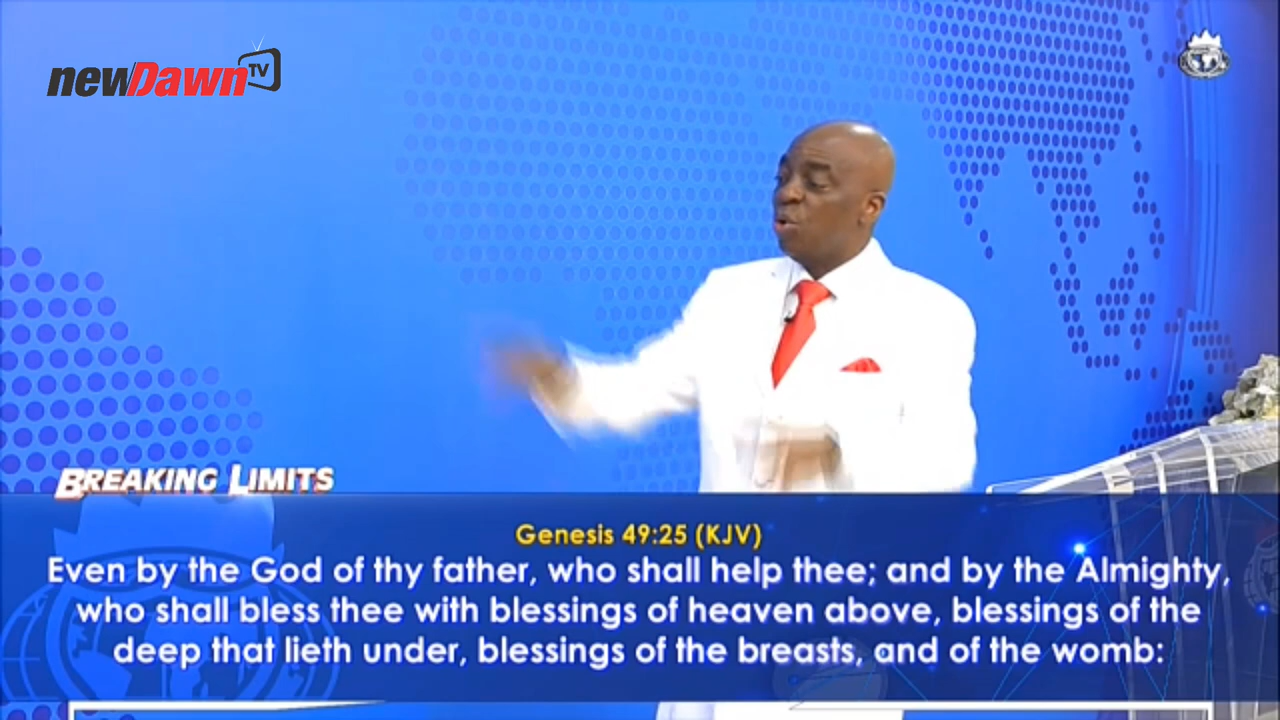 newDawn TV
BREAKING LIMITS
Genesis 49:25 (KJV)
Even by the God of thy father, who shall help thee; and by the Almighty,
who shall bless thee with blessings of heaven above, blessings of the
deep that lieth under, blessings of the breasts, and of the womb: